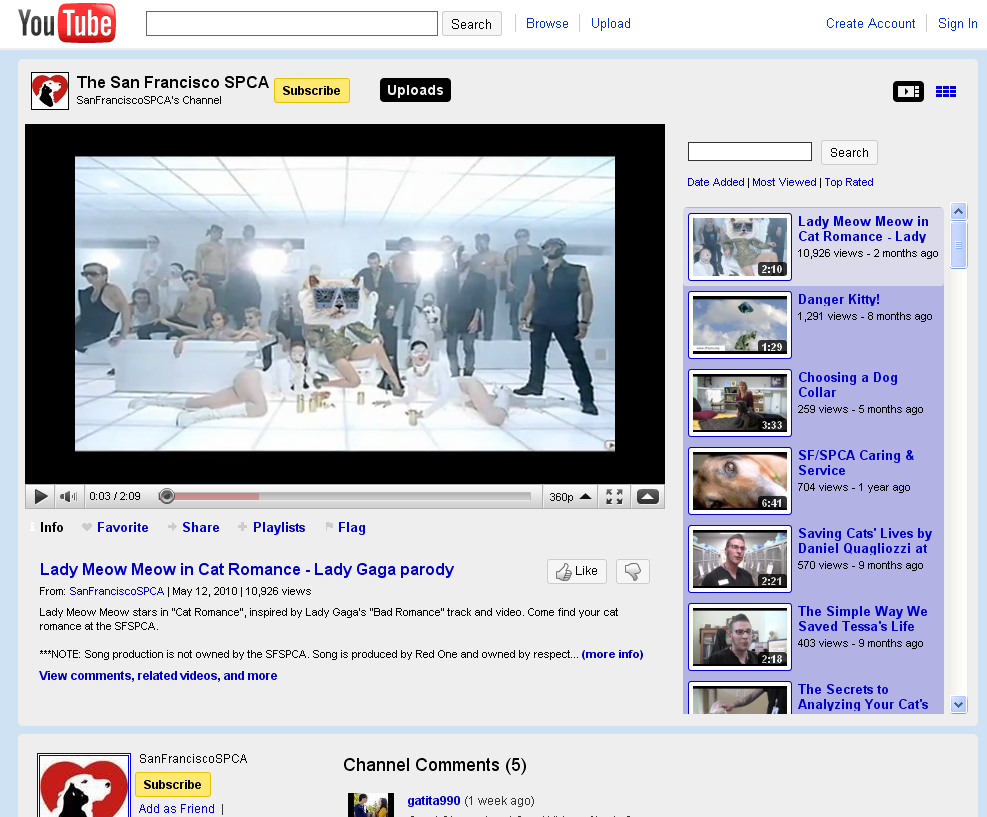 YouTube
Search
Browse
Upload
Create Account
Sign In
The San Francisco SPCA
SanFranciscoSPCA's Channel
Subscribe
Uploads
Search
Date Added | Most Viewed | Top Rated
Lady Meow Meow in
Cat Romance - Lady
10,926 views - 2 months ago
2:10
Danger Kitty!
1,291 views - 8 months ago
1:29
Choosing a Dog
Collar
259 views - 5 months ago
3:33
SF/SPCA Caring &
Service
704 views - 1 year ago
6:41
Saving Cats' Lives by
Daniel Quagliozzi at
570 views - 9 months ago
2:21
The Simple Way We
Saved Tessa's Life
403 views - 9 months ago
2:18
The Secrets to
Analyzing Your Cat's
0:03 / 2:09
360p
Info
Favorite
Share
Playlists
Flag
Lady Meow Meow in Cat Romance - Lady Gaga parody
Like
From: SanFranciscoSPCA | May 12, 2010 | 10,926 views
Lady Meow Meow stars in "Cat Romance", inspired by Lady Gaga's "Bad Romance" track and video. Come find your cat
romance at the SFSPCA.
***NOTE: Song production is not owned by the SFSPCA. Song is produced by Red One and owned by respect... (more info)
View comments, related videos, and more
SanFranciscoSPCA
Subscribe
Add as Friend |
Channel Comments (5)
gatita990 (1 week ago)